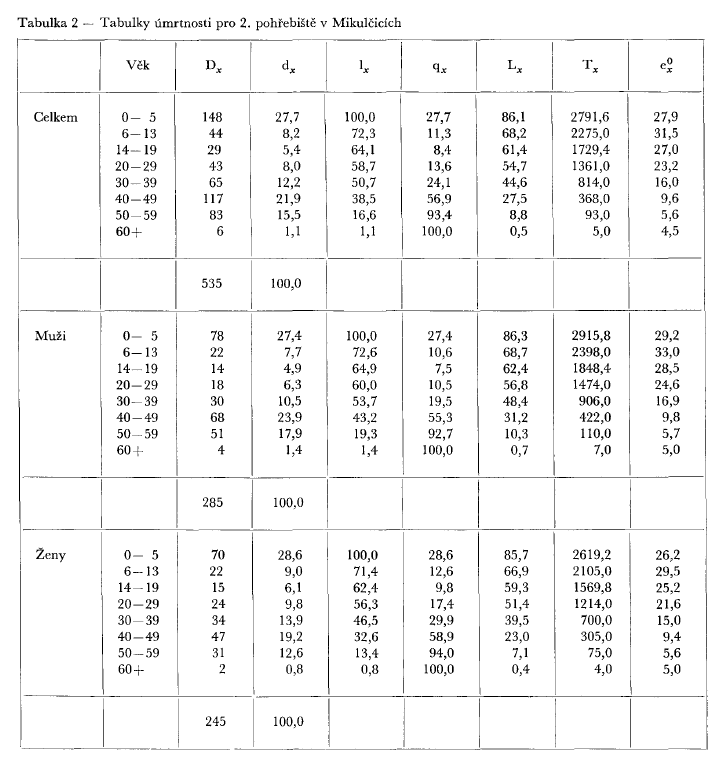 Tabulka 2 — Tabulky úmrtnosti pro 2. pohřebiště v Mikulčicích
Věk Dx dx lx qx Lx Tx e⁰x
Celkem 0— 5 148 27,7 100,0 27,7 86,1 2791,6 27,9
6—13 44 8,2 72,3 11,3 68,2 2275,0 31,5
14—19 29 5,4 64,1 8,4 61,4 1729,4 27,0
20—29 43 8,0 58,7 13,6 54,7 1361,0 23,2
30—39 65 12,2 50,7 24,1 44,6 814,0 16,0
40—49 117 21,9 38,5 56,9 27,5 368,0 9,6
50—59 83 15,5 16,6 93,4 8,8 93,0 5,6
60+ 6 1,1 1,1 100,0 0,5 5,0 4,5
535 100,0
Muži 0— 5 78 27,4 100,0 27,4 86,3 2915,8 29,2
6—13 22 7,7 72,6 10,6 68,7 2398,0 33,0
14—19 14 4,9 64,9 7,5 62,4 1848,4 28,5
20—29 18 6,3 60,0 10,5 56,8 1474,0 24,6
30—39 30 10,5 53,7 19,5 48,4 906,0 16,9
40—49 68 23,9 43,2 55,3 31,2 422,0 9,8
50—59 51 17,9 19,3 92,7 10,3 110,0 5,7
60+ 4 1,4 1,4 100,0 0,7 7,0 5,0
285 100,0
Ženy 0— 5 70 28,6 100,0 28,6 85,7 2619,2 26,2
6—13 22 9,0 71,4 12,6 66,9 2105,0 29,5
14—19 15 6,1 62,4 9,8 59,3 1569,8 25,2
20—29 24 9,8 56,3 17,4 51,4 1214,0 21,6
30—39 34 13,9 46,5 29,9 39,5 700,0 15,0
40—49 47 19,2 32,6 58,9 23,0 305,0 9,4
50—59 31 12,6 13,4 94,0 7,1 75,0 5,6
60+ 2 0,8 0,8 100,0 0,4 4,0 5,0
245 100,0